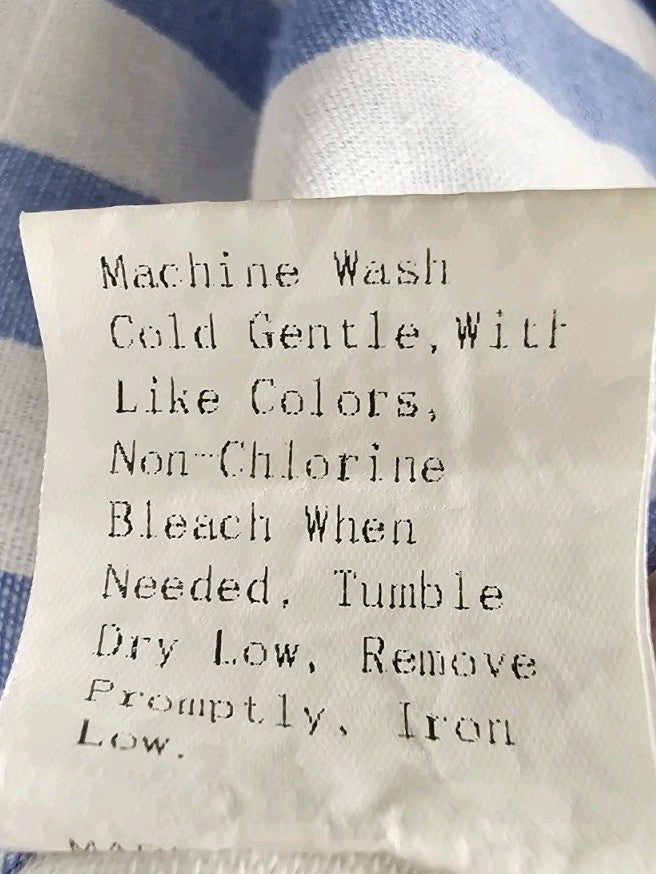 Machine Wash
Cold Gentle, With
Like Colors,
Non-Chlorine
Bleach When
Needed, Tumble
Dry Low, Remove
Promptly, Iron
Low.